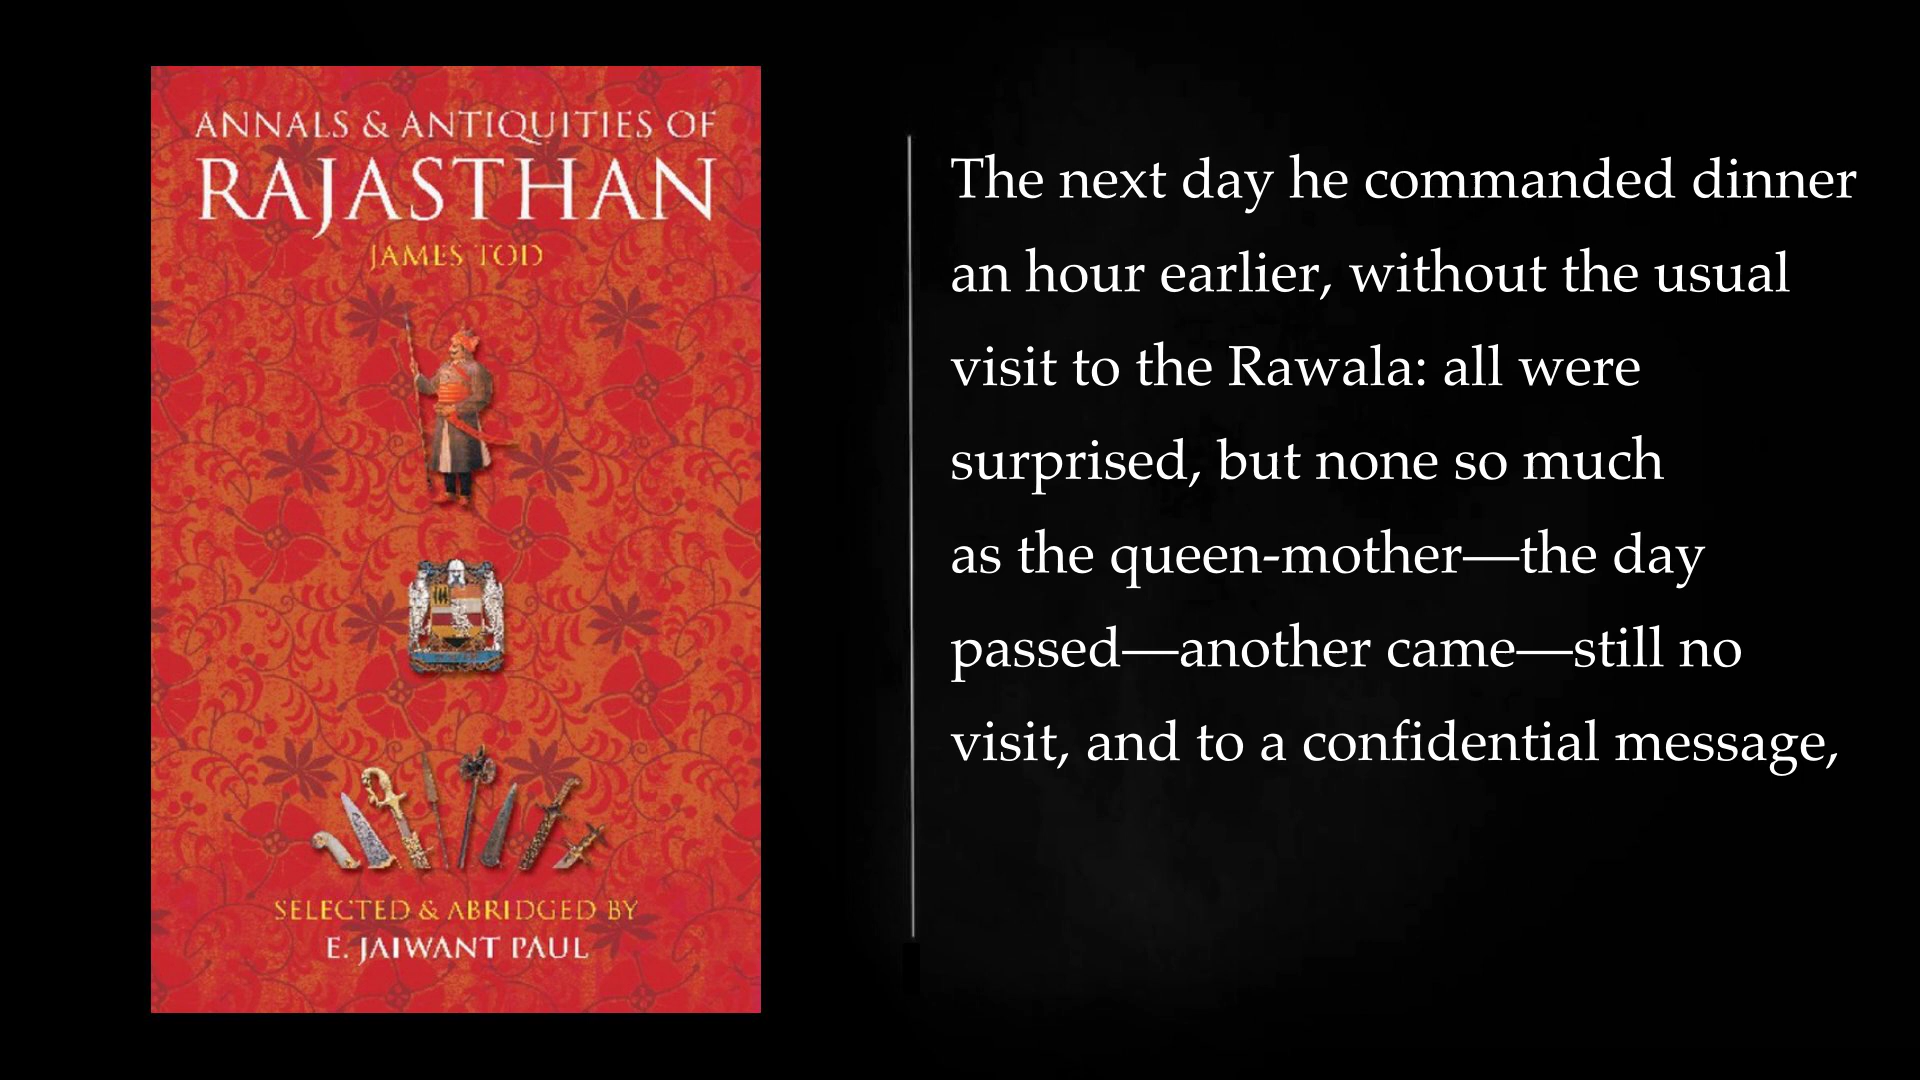 ANNALS & ANTIQUITIES OF
RAJASTHAN
JAMES TOD
SELECTED & ABRIDGED BY
E. JAIWANT PAUL
The next day he commanded dinner
an hour earlier, without the usual
visit to the Rawala: all were
surprised, but none so much
as the queen-mother—the day
passed—another came—still no
visit, and to a confidential message,